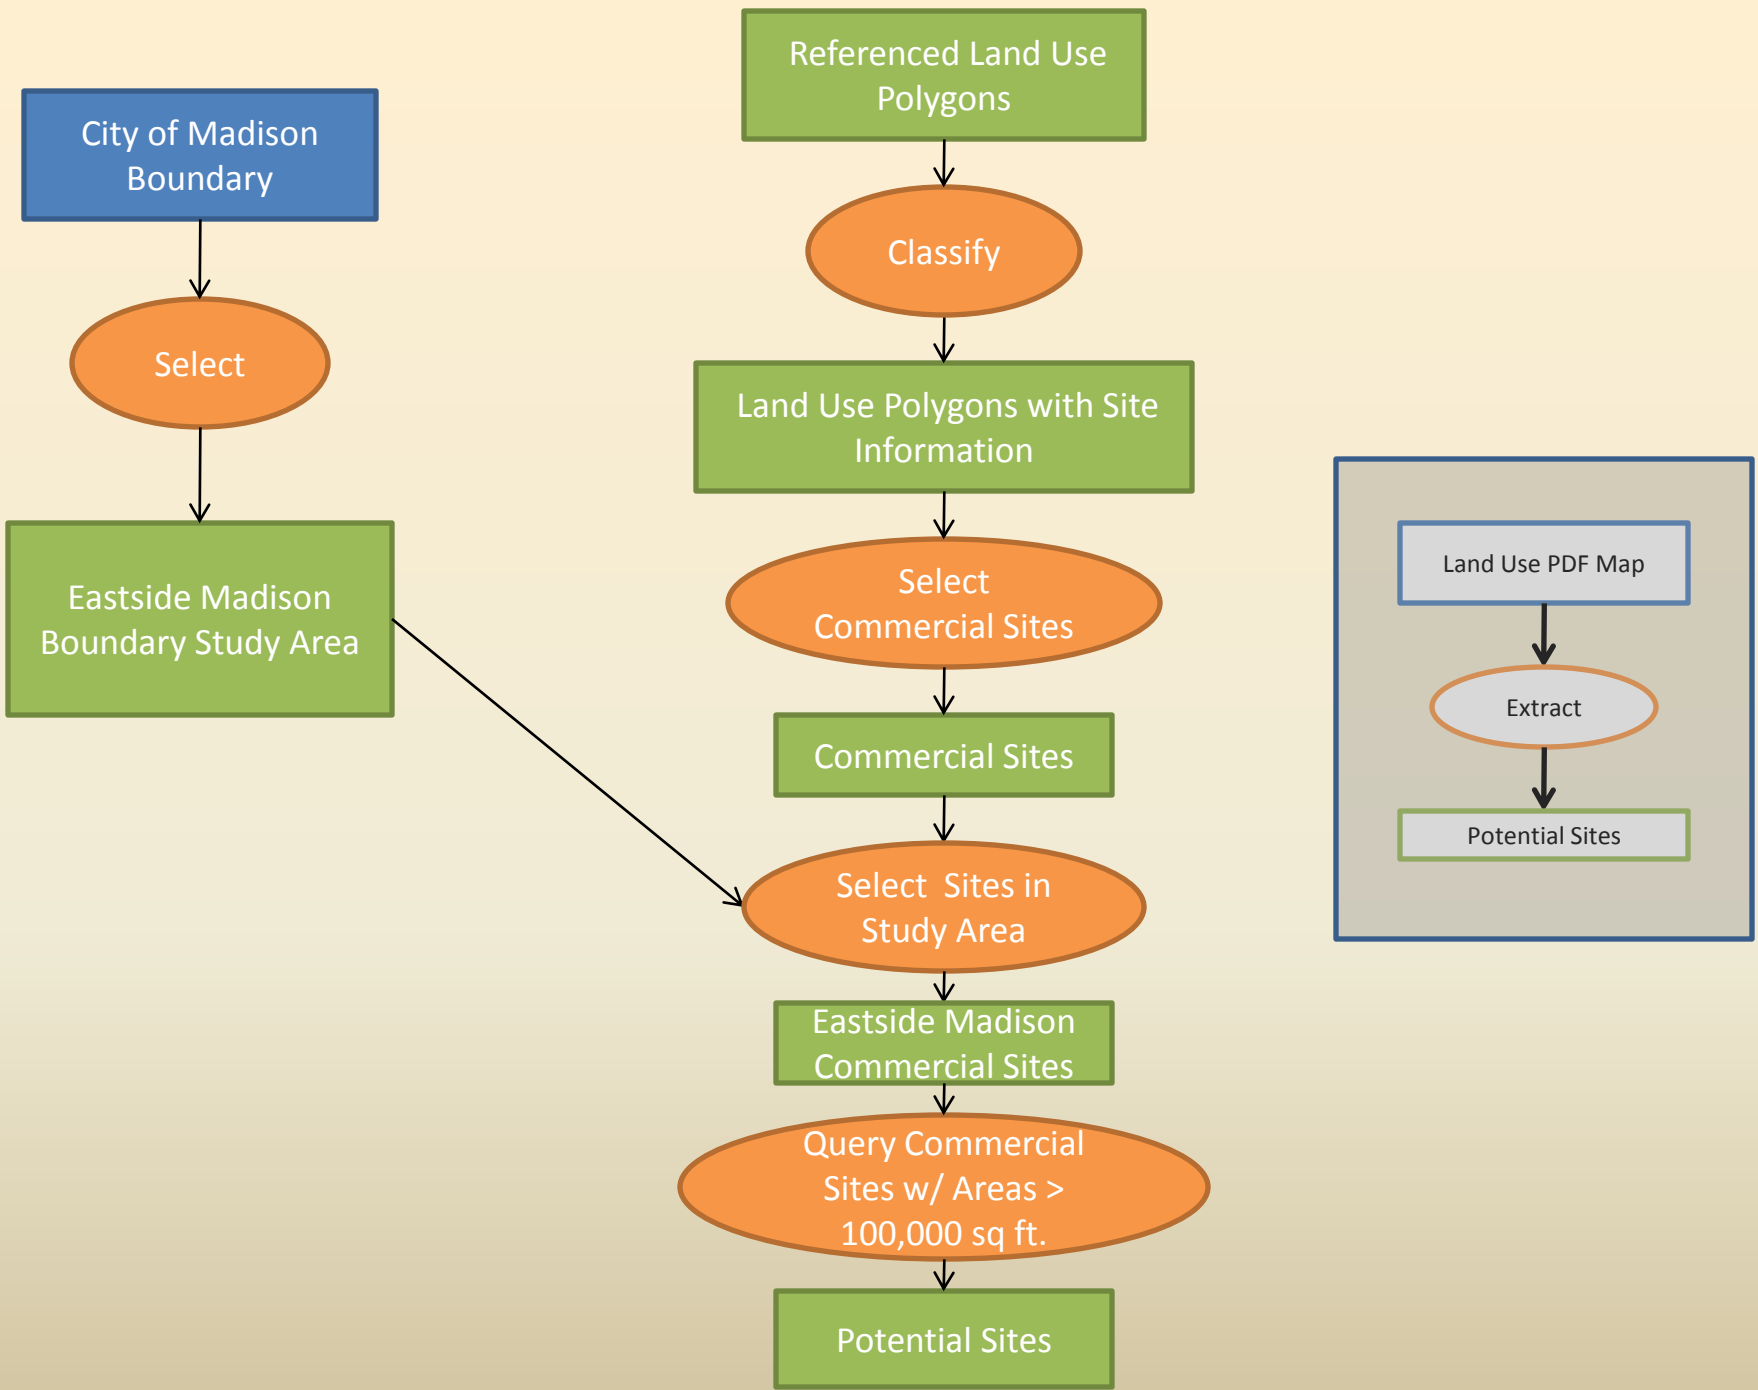 City of Madison
Boundary
Select
Eastside Madison
Boundary Study Area
Referenced Land Use
Polygons
Classify
Land Use Polygons with Site
Information
Select
Commercial Sites
Commercial Sites
Select  Sites in
Study Area
Eastside Madison
Commercial Sites
Query Commercial
Sites w/ Areas >
100,000 sq ft.
Potential Sites
Land Use PDF Map
Extract
Potential Sites